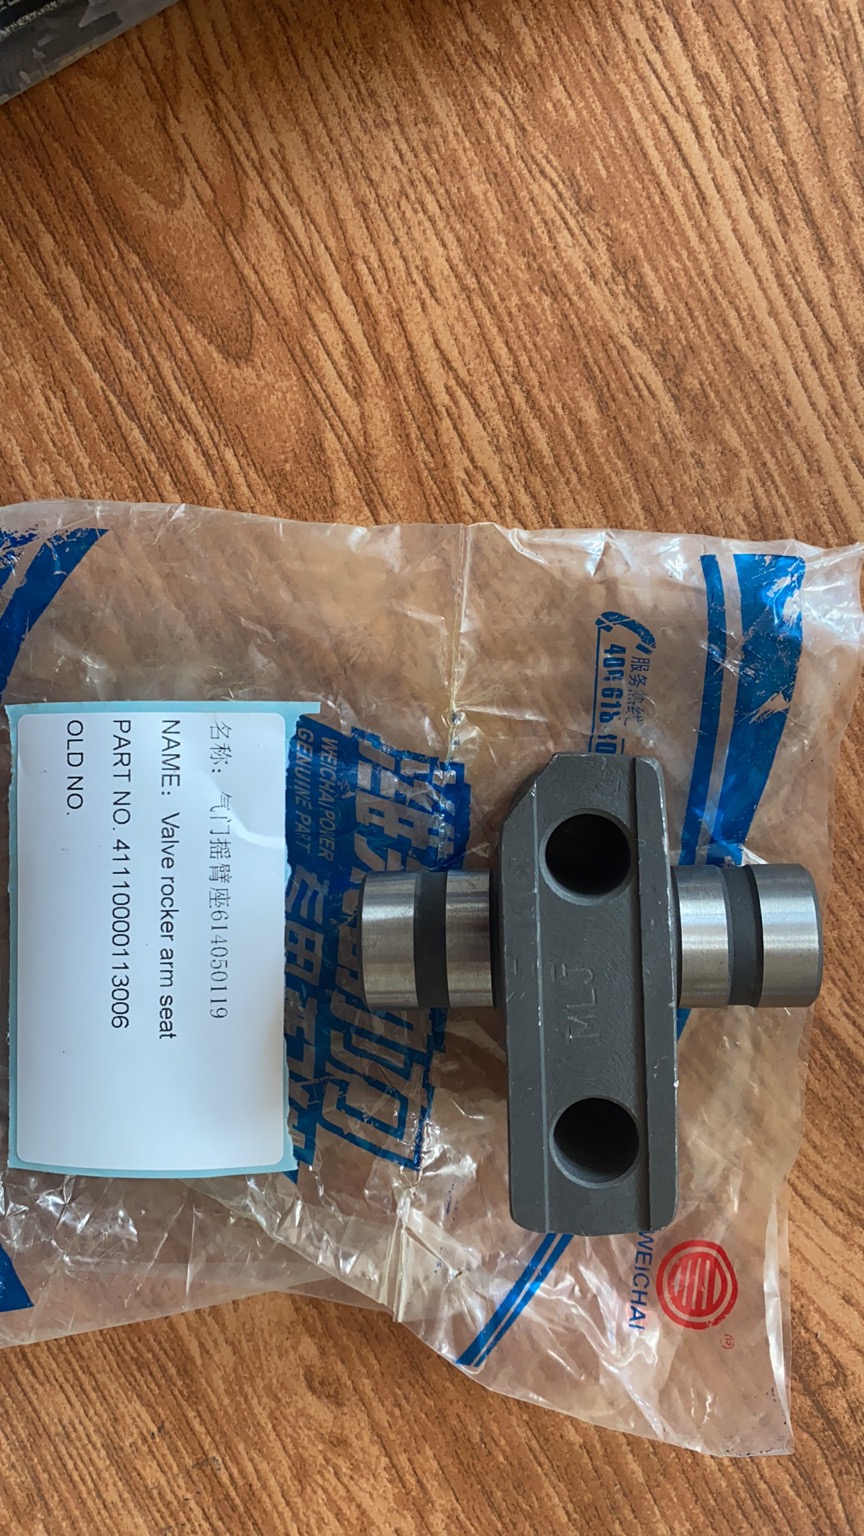 名称：气门摇臂座614050119
NAME：Valve rocker arm seat
PART NO. 41110000113006
OLD NO.
服务热线
WEICHAI POWER
GENUINE PART
WEICHAI
®